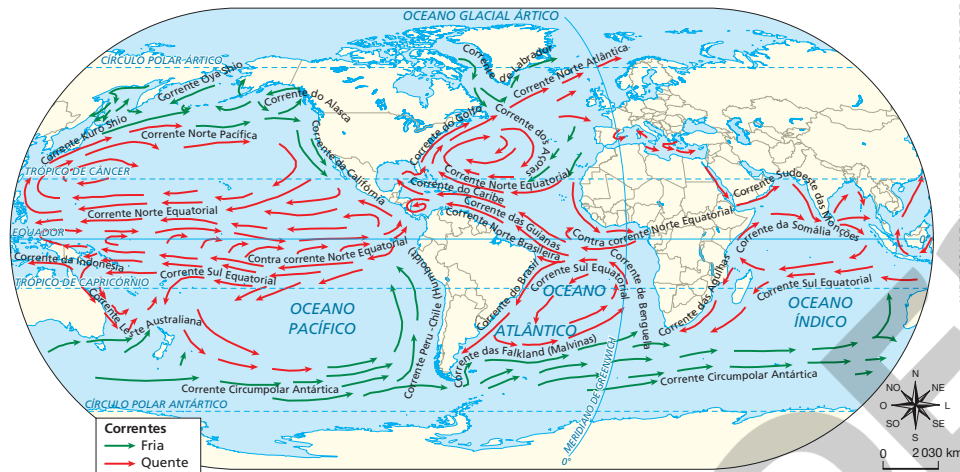 OCEANO GLACIAL ÁRTICO
CÍRCULO POLAR ÁRTICO
Corrente do Labrador
Corrente Norte Atlântica
Corrente Oya Shio
Corrente do Alasca
Corrente Kuro Shio
Corrente Norte Pacífica
Corrente da Califórnia
Corrente do Golfo
Corrente dos Açores
TRÓPICO DE CÂNCER
Corrente Norte Equatorial
Corrente do Caribe
Corrente Sudoeste das Monções
Corrente Norte Equatorial
Corrente das Guianas
Corrente Norte Brasileira
Contra corrente Norte Equatorial
Corrente da Somália
EQUADOR
Contra corrente Norte Equatorial
Corrente da Indonesia
Corrente Sul Equatorial
Corrente Sul Equatorial
Corrente Sul Equatorial
TRÓPICO DE CAPRICÓRNIO
OCEANO
PACÍFICO
Corrente Peru - Chile (Humboldt)
Corrente do Brasil
OCEANO
ATLÂNTICO
Corrente de Benguela
Corrente das Agulhas
OCEANO
ÍNDICO
Corrente Leste Australiana
Corrente das Falkland (Malvinas)
MERIDIANO DE GREENWICH
0°
Corrente Circumpolar Antártica
Corrente Circumpolar Antártica
CÍRCULO POLAR ANTÁRTICO
Correntes
Fria
Quente
N
NO
NE
O
L
SO
SE
S
0 2 030 km